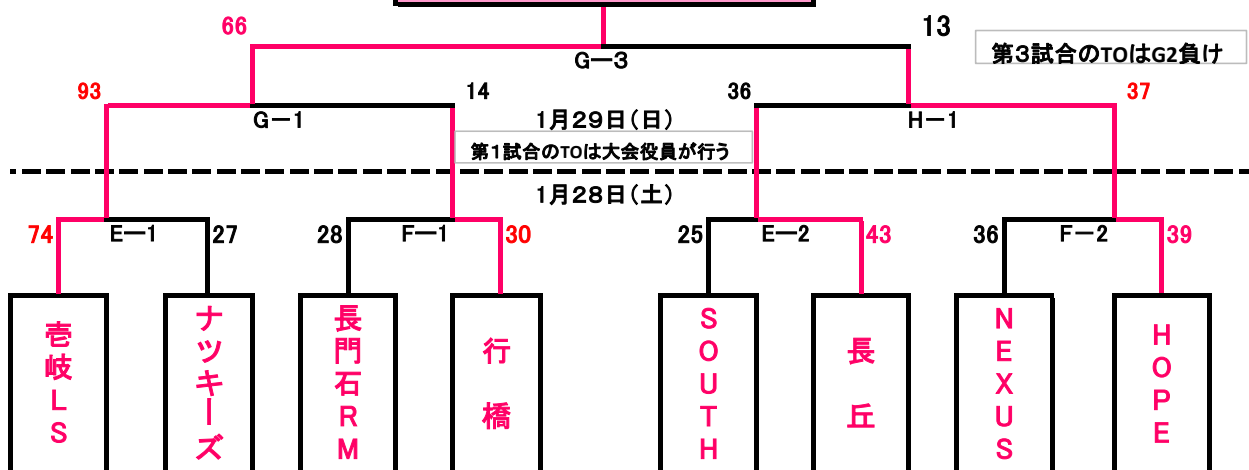 66
13
G－3
第3試合のTOはG2負け
93
14
36
37
G－1
1月29日(日)
H－1
第1試合のTOは大会役員が行う
1月28日(土)
74
E－1
27
28
F－1
30
25
E－2
43
36
F－2
39
壱岐LS
ナツキーズ
長門石RM
行橋
SOUTH
長丘
NEXUS
HOPE